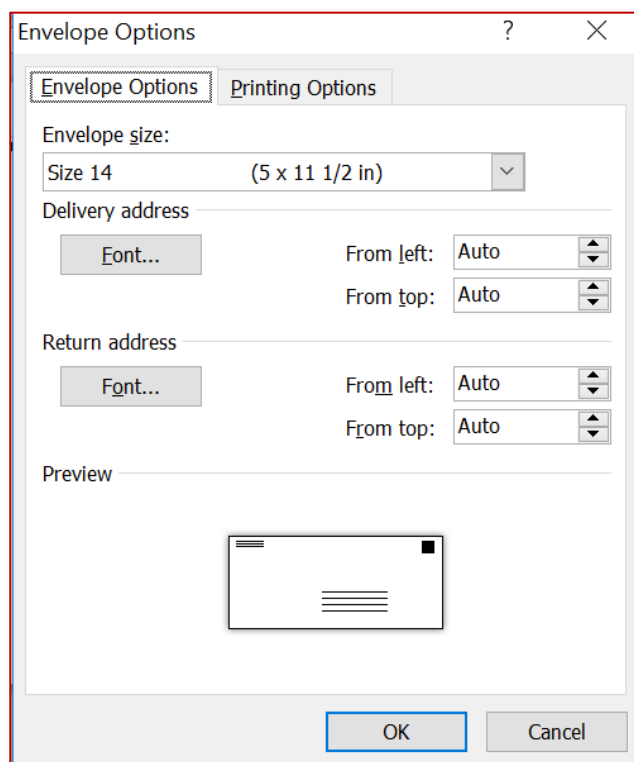 Envelope Options ?
Envelope Options Printing Options
Envelope size:
Size 14 (5 x 11 1/2 in)
Delivery address
Font... From left: Auto
From top: Auto
Return address
Font... From left: Auto
From top: Auto
Preview
OK Cancel